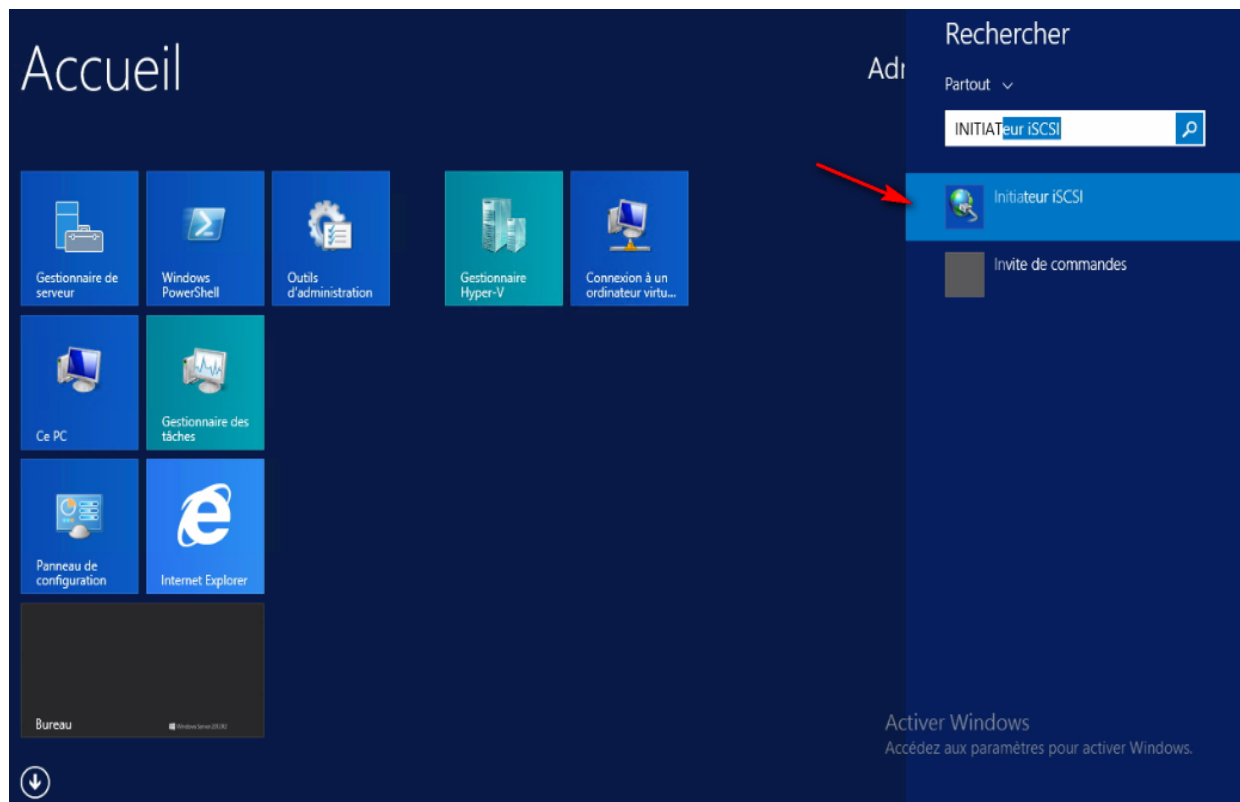 Accueil
Adr
Rechercher
Partout
INITIATeur iSCSI
Initiateur iSCSI
Invite de commandes
Gestionnaire de
serveur
Windows
PowerShell
Outils
d'administration
Gestionnaire
Hyper-V
Connexion à un
ordinateur virtu...
Ce PC
Gestionnaire des
tâches
Panneau de
configuration
Internet Explorer
Bureau
Activer Windows
Accédez aux paramètres pour activer Windows.